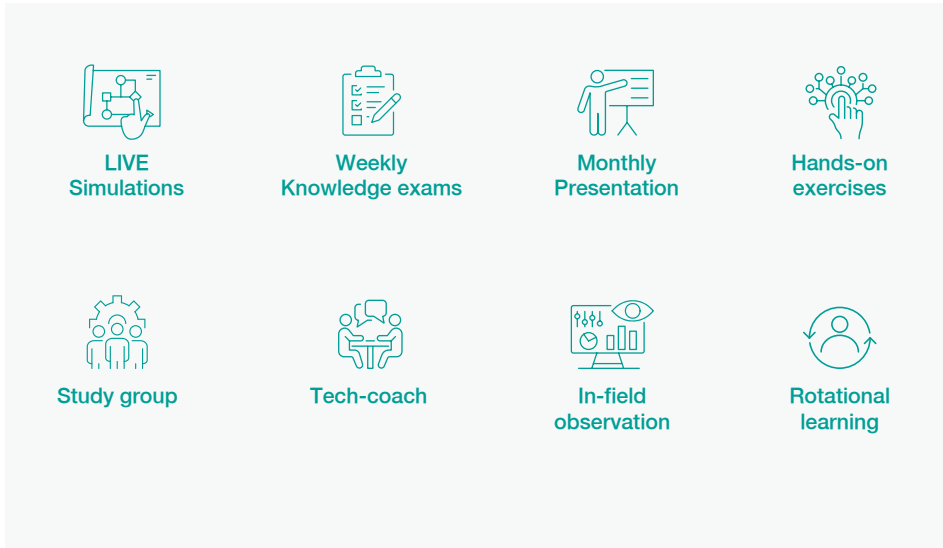 LIVE
Simulations
Weekly
Knowledge exams
Monthly
Presentation
Hands-on
exercises
Study group
Tech-coach
In-field
observation
Rotational
learning